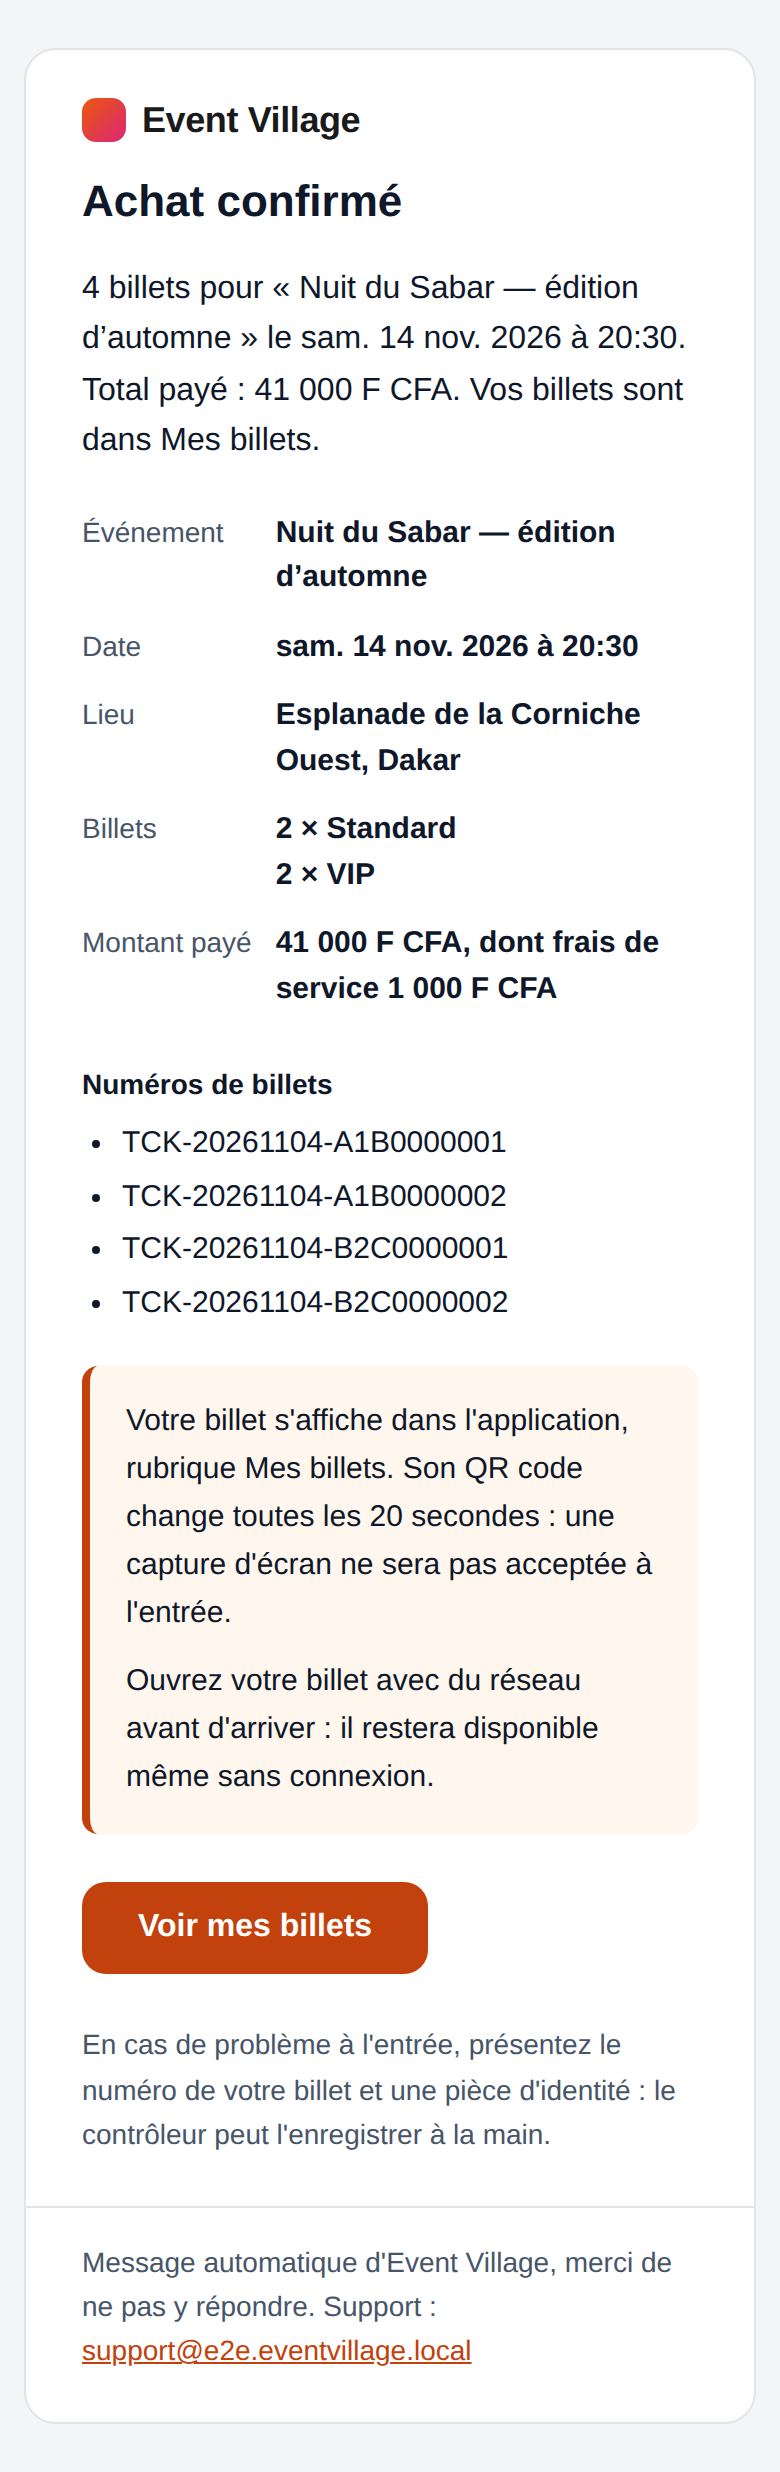 Event Village
Achat confirmé
4 billets pour « Nuit du Sabar — édition
d’automne » le sam. 14 nov. 2026 à 20:30.
Total payé : 41 000 F CFA. Vos billets sont
dans Mes billets.
Événement
Nuit du Sabar — édition
d’automne
Date
sam. 14 nov. 2026 à 20:30
Lieu
Esplanade de la Corniche
Ouest, Dakar
Billets
2 × Standard
2 × VIP
Montant payé
41 000 F CFA, dont frais de
service 1 000 F CFA
Numéros de billets
• TCK-20261104-A1B0000001
• TCK-20261104-A1B0000002
• TCK-20261104-B2C0000001
• TCK-20261104-B2C0000002
Votre billet s'affiche dans l'application,
rubrique Mes billets. Son QR code
change toutes les 20 secondes : une
capture d'écran ne sera pas acceptée à
l'entrée.
Ouvrez votre billet avec du réseau
avant d'arriver : il restera disponible
même sans connexion.
Voir mes billets
En cas de problème à l'entrée, présentez le
numéro de votre billet et une pièce d'identité : le
contrôleur peut l'enregistrer à la main.
Message automatique d'Event Village, merci de
ne pas y répondre. Support :
support@e2e.eventvillage.local